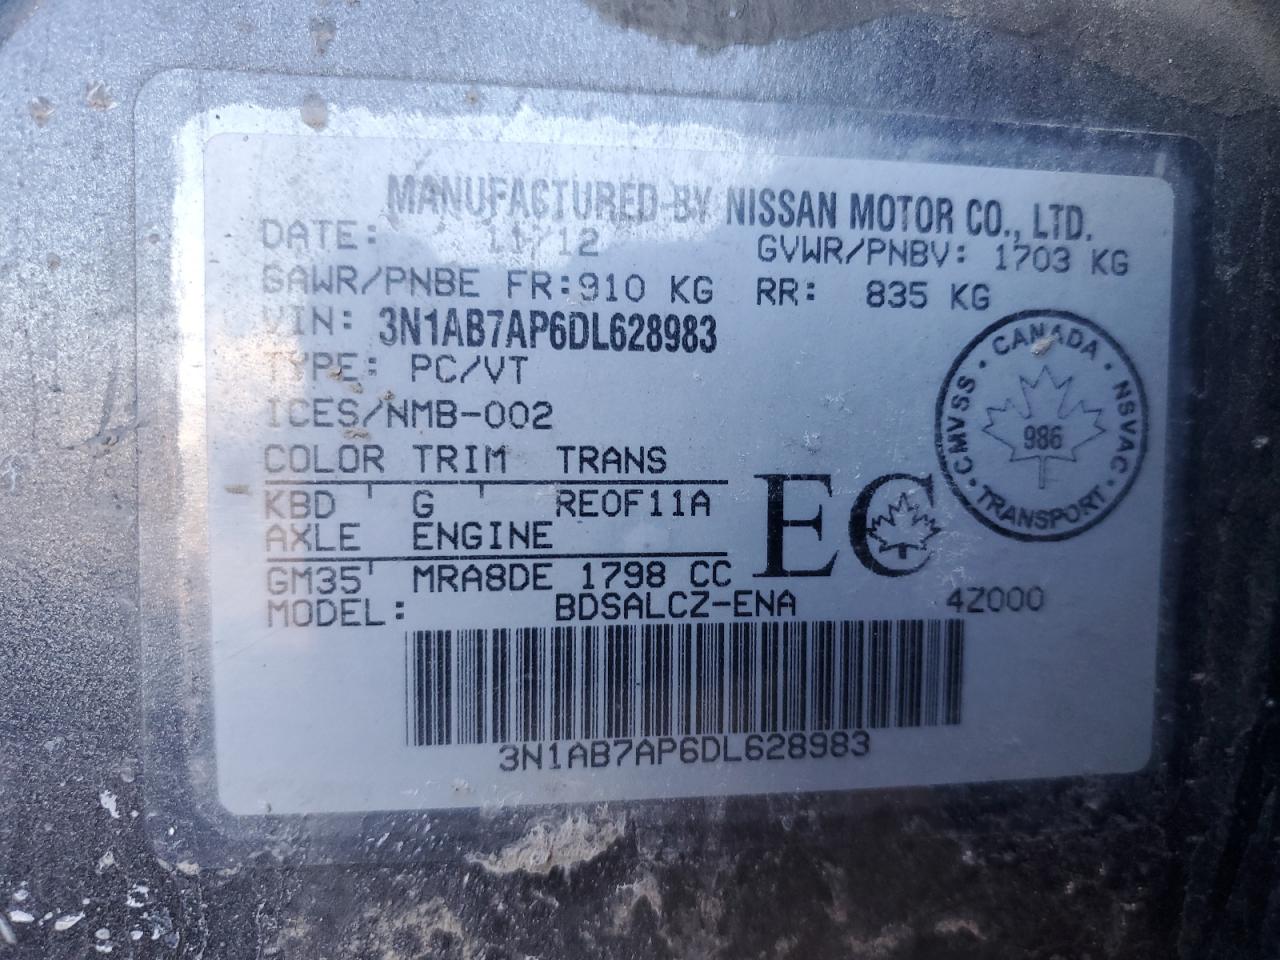 MANUFACTURED BY NISSAN MOTOR CO., LTD.
DATE: 11/12 GVWR/PNBV: 1703 KG
GAWR/PNBE FR:910 KG RR: 835 KG
VIN: 3N1AB7AP6DL628983
TYPE: PC/VT
ICES/NMB-002
CANADA
CMVSS
NSVAC
986
TRANSPORT
COLOR TRIM TRANS
KBD G RE0F11A
EC
AXLE ENGINE
GM35 MRA8DE 1798 CC
MODEL: BDSALCZ-ENA 4Z000
3N1AB7AP6DL628983